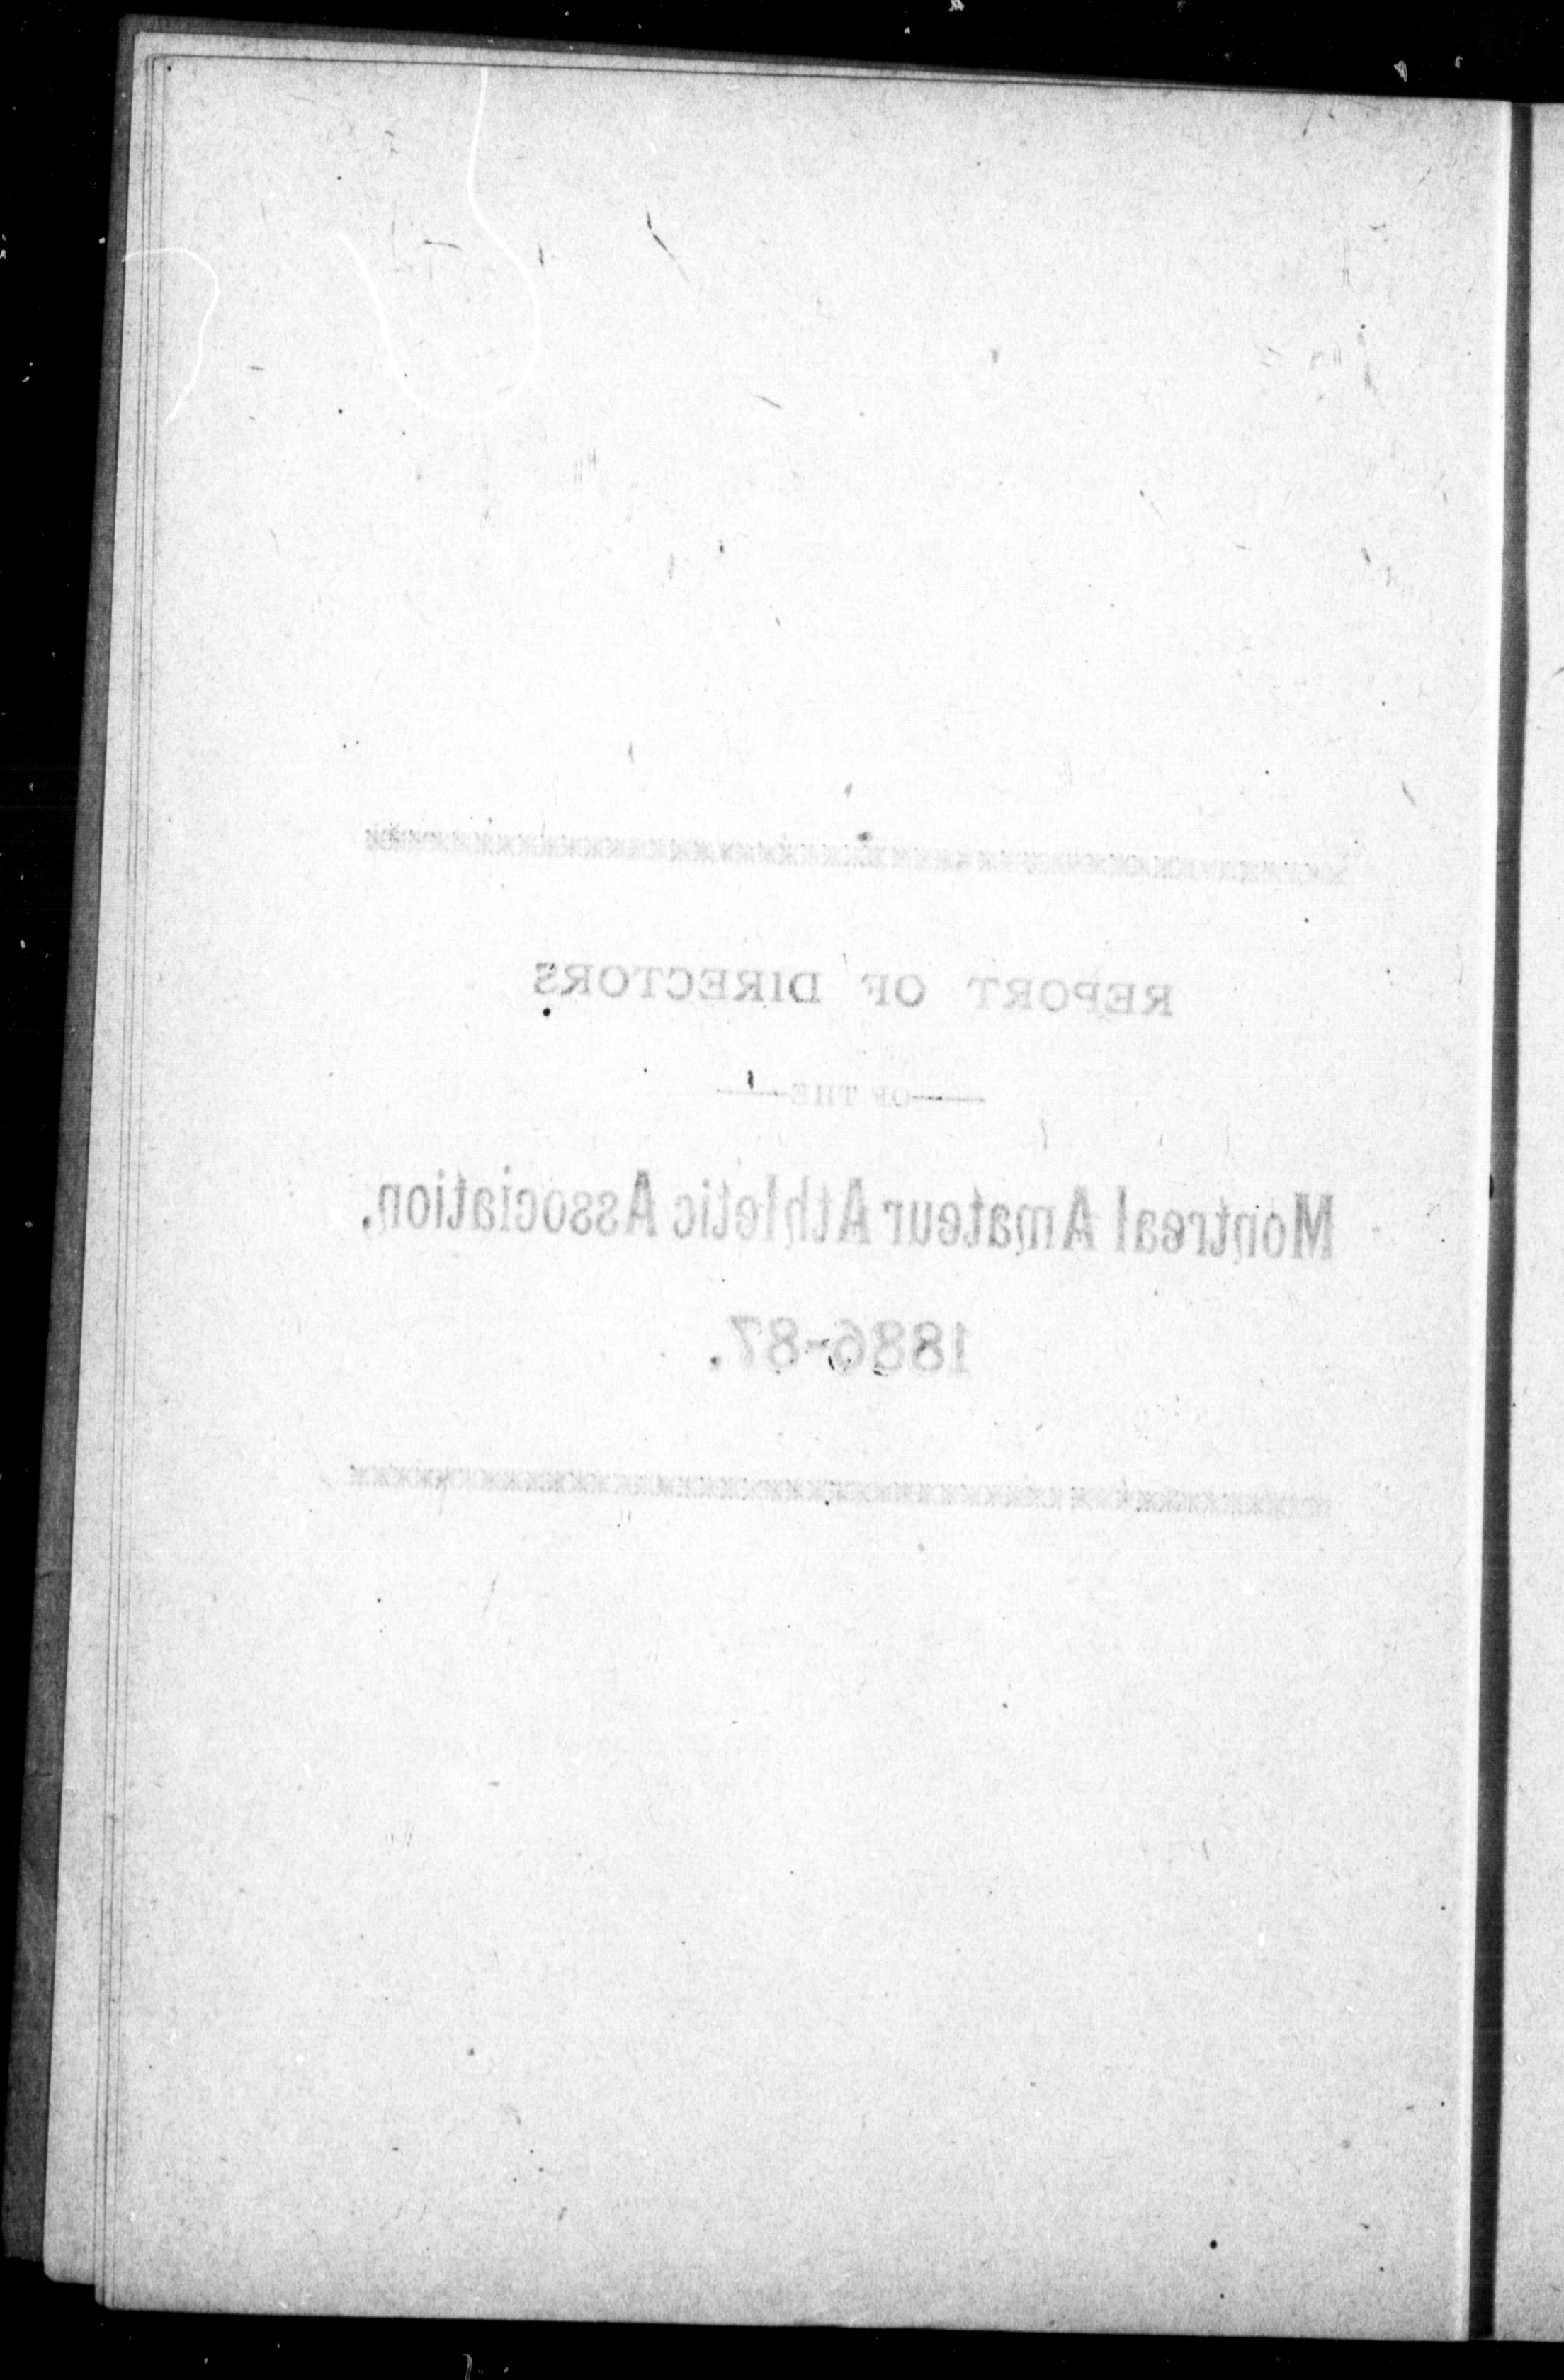 REPORT OF DIRECTORS
—OF THE—
Montreal Amateur Athletic Association,
1886-87.